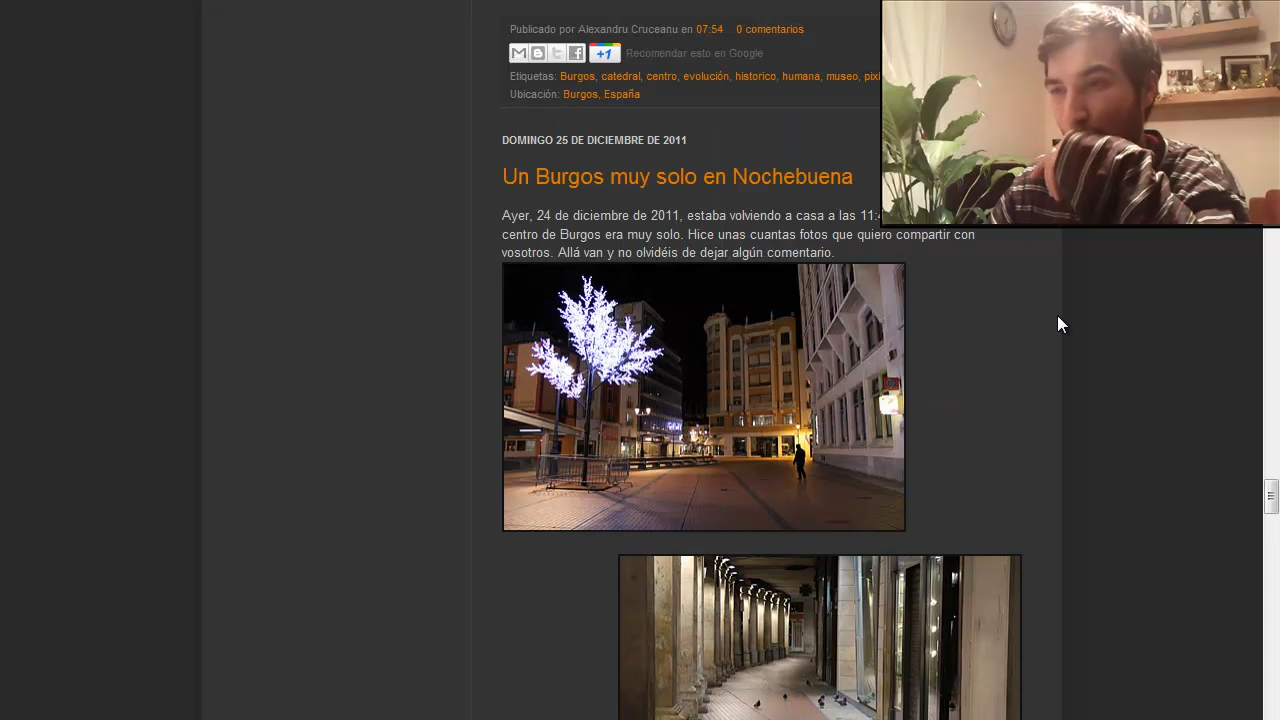 Publicado por Alexandru Cruceanu en 07:54 0 comentarios
+1 Recomendar esto en Google
Etiquetas: Burgos, catedral, centro, evolución, historico, humana, museo,
Ubicación: Burgos, España
DOMINGO 25 DE DICIEMBRE DE 2011
Un Burgos muy solo en Nochebuena
Ayer, 24 de diciembre de 2011, estaba volviendo a casa a las
centro de Burgos era muy solo. Hice unas cuantas fotos que quiero compartir con
vosotros. Allá van y no olvidéis de dejar algún comentario.